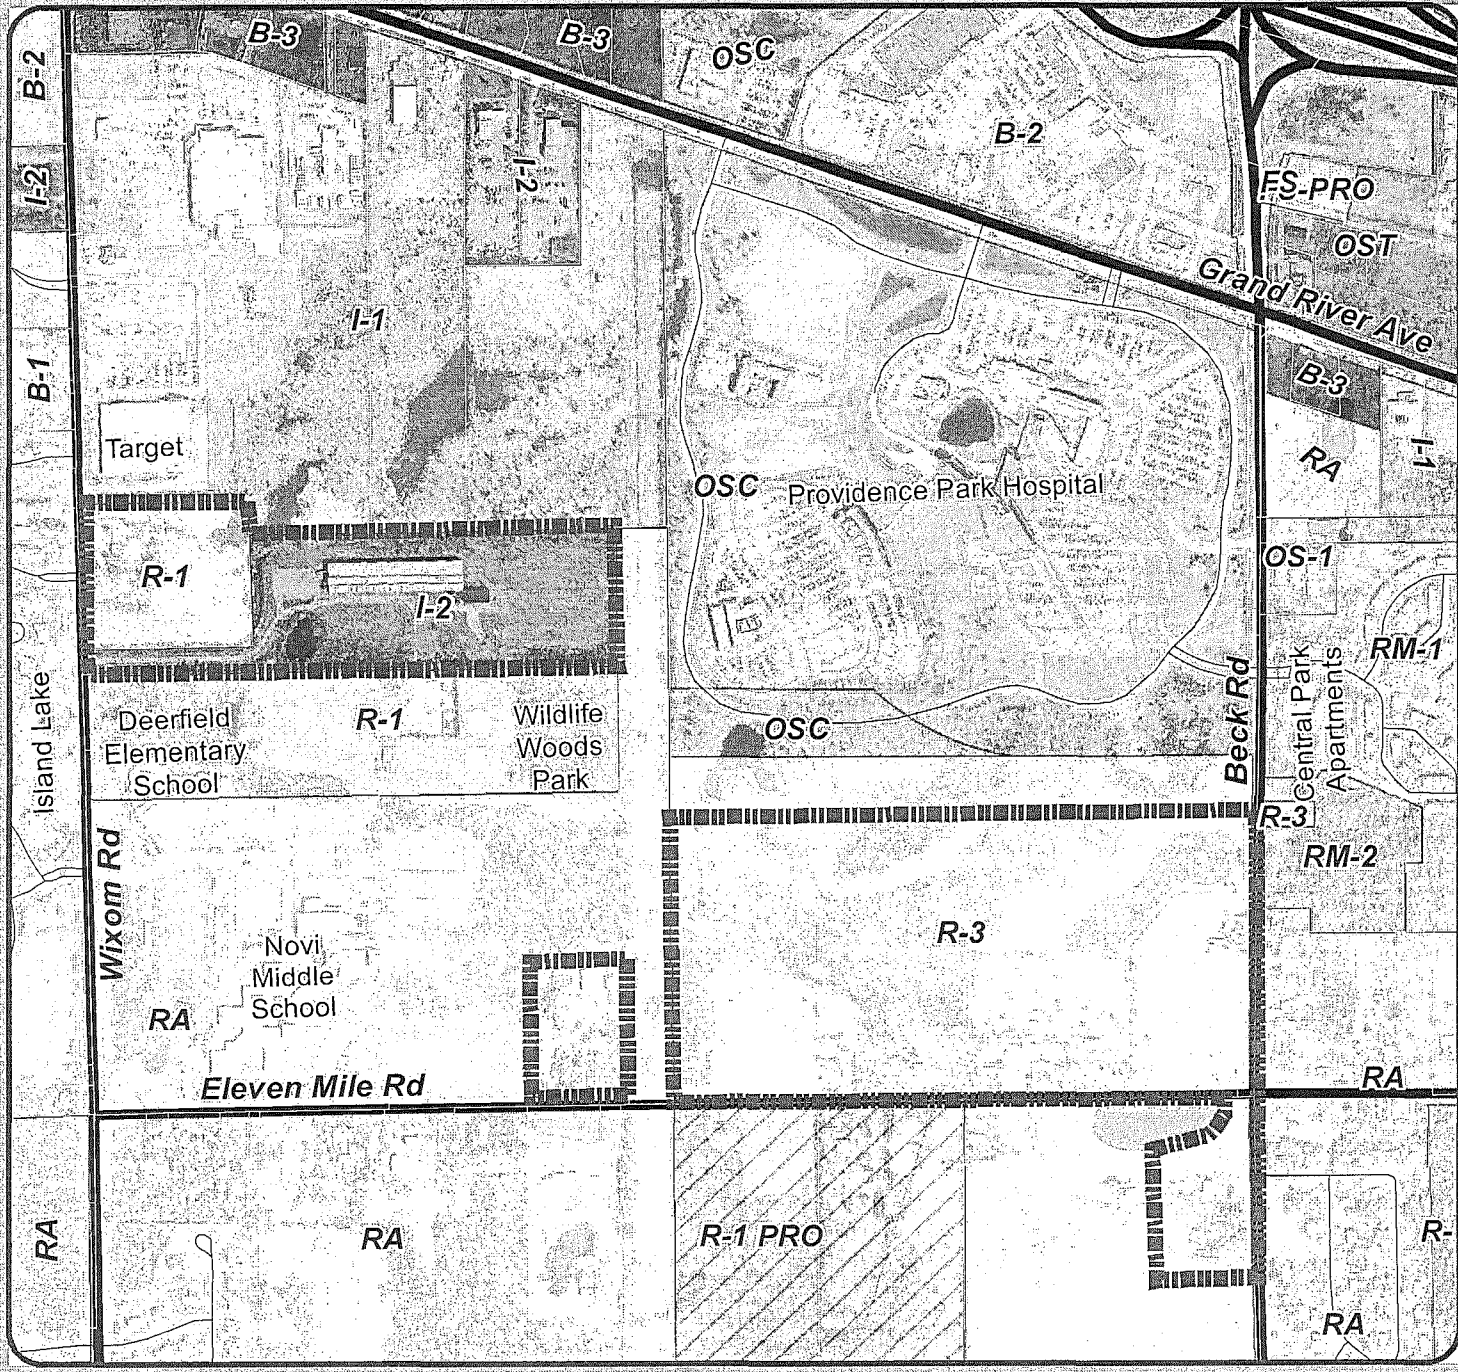 B-3
B-3
OSC
B-2
B-2
I-2
I-2
FS-PRO
OST
Grand River Ave
I-1
B-1
B-3
Target
RA
I-1
OSC
Providence Park Hospital
R-1
I-2
OS-1
RM-1
Island Lake
Deerfield
Elementary
School
R-1
Wildlife
Woods
Park
OSC
Beck Rd
Central Park
Apartments
R-3
RM-2
Wixom Rd
Novi
Middle
School
R-3
RA
Eleven Mile Rd
RA
RA
RA
R-1 PRO
R-
RA